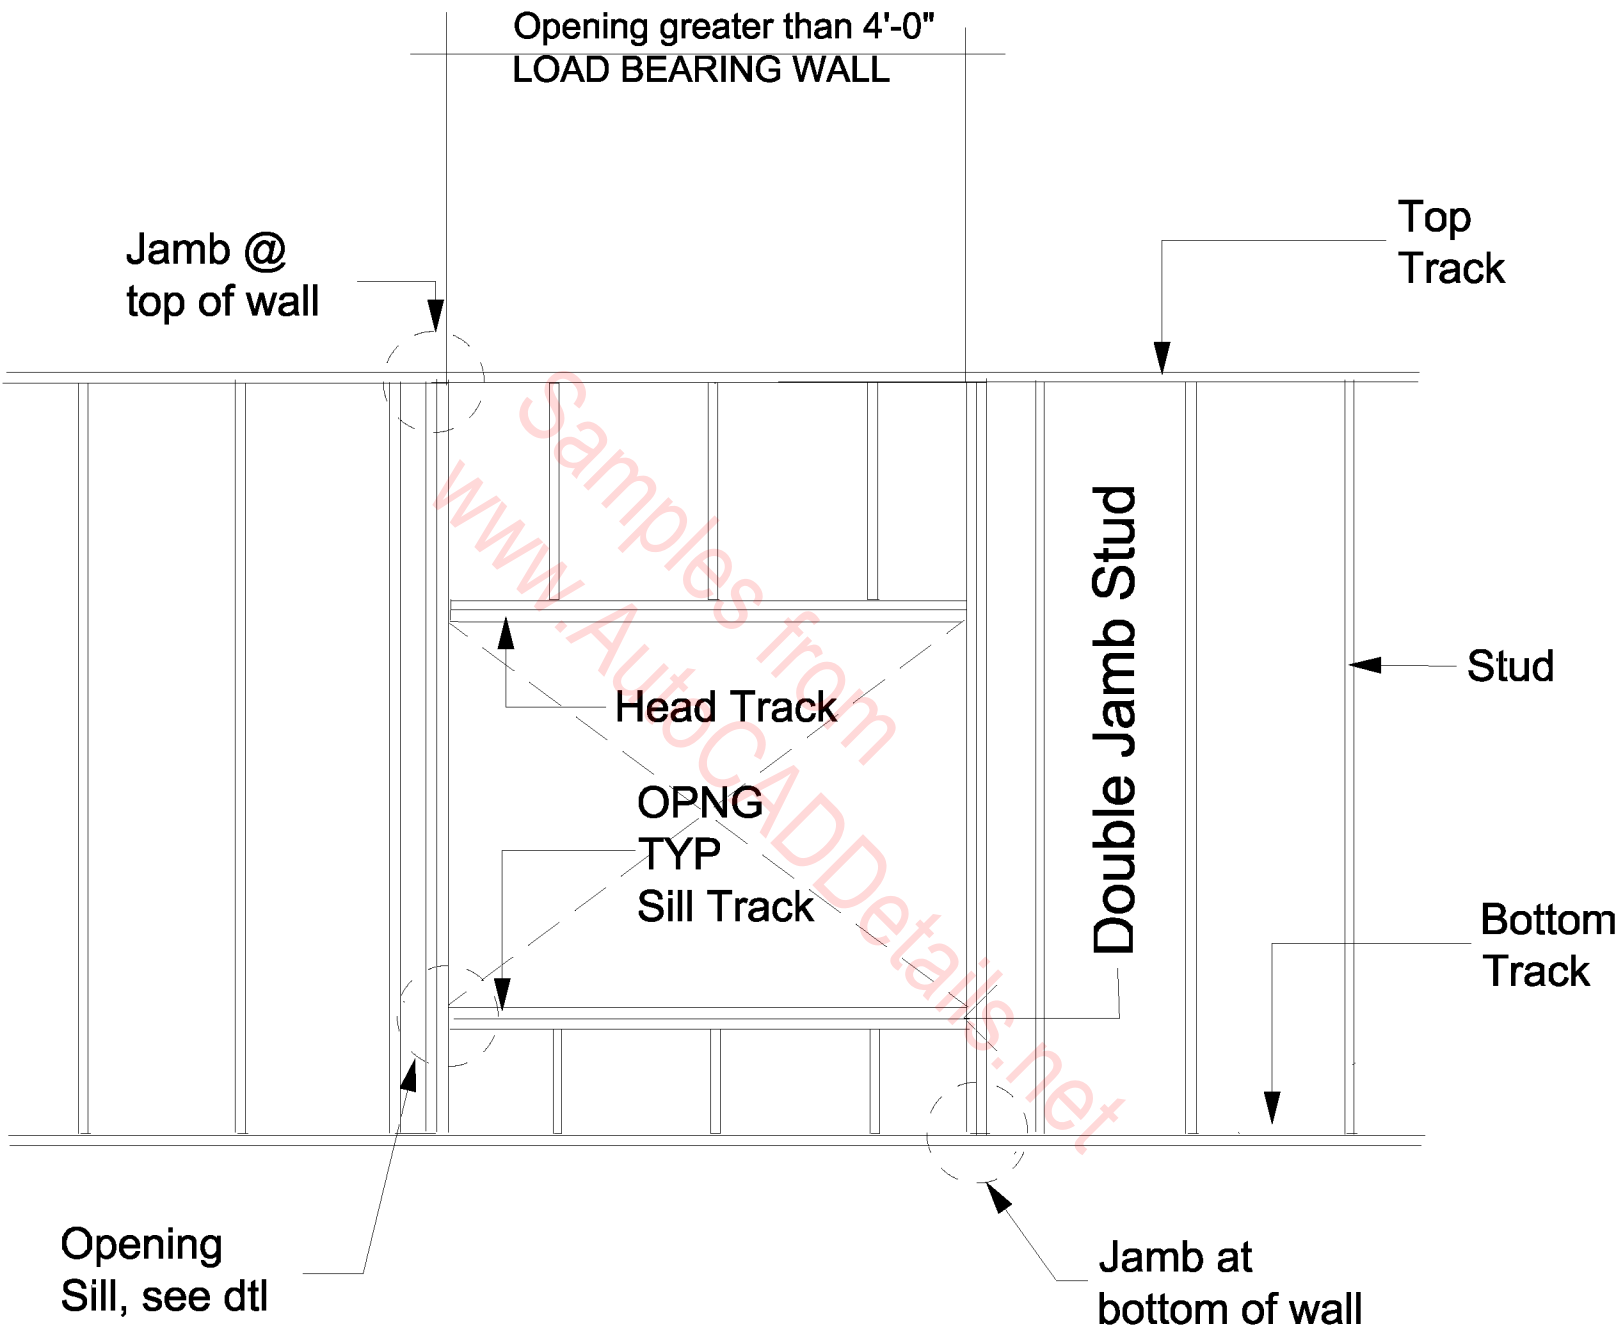 Opening greater than 4'-0"
LOAD BEARING WALL
Top
Track
Jamb @
top of wall
Samples from
www.AutoCADDetails.net
Double Jamb Stud
Stud
Head Track
OPNG
TYP
Sill Track
Bottom
Track
Opening
Sill, see dtl
Jamb at
bottom of wall